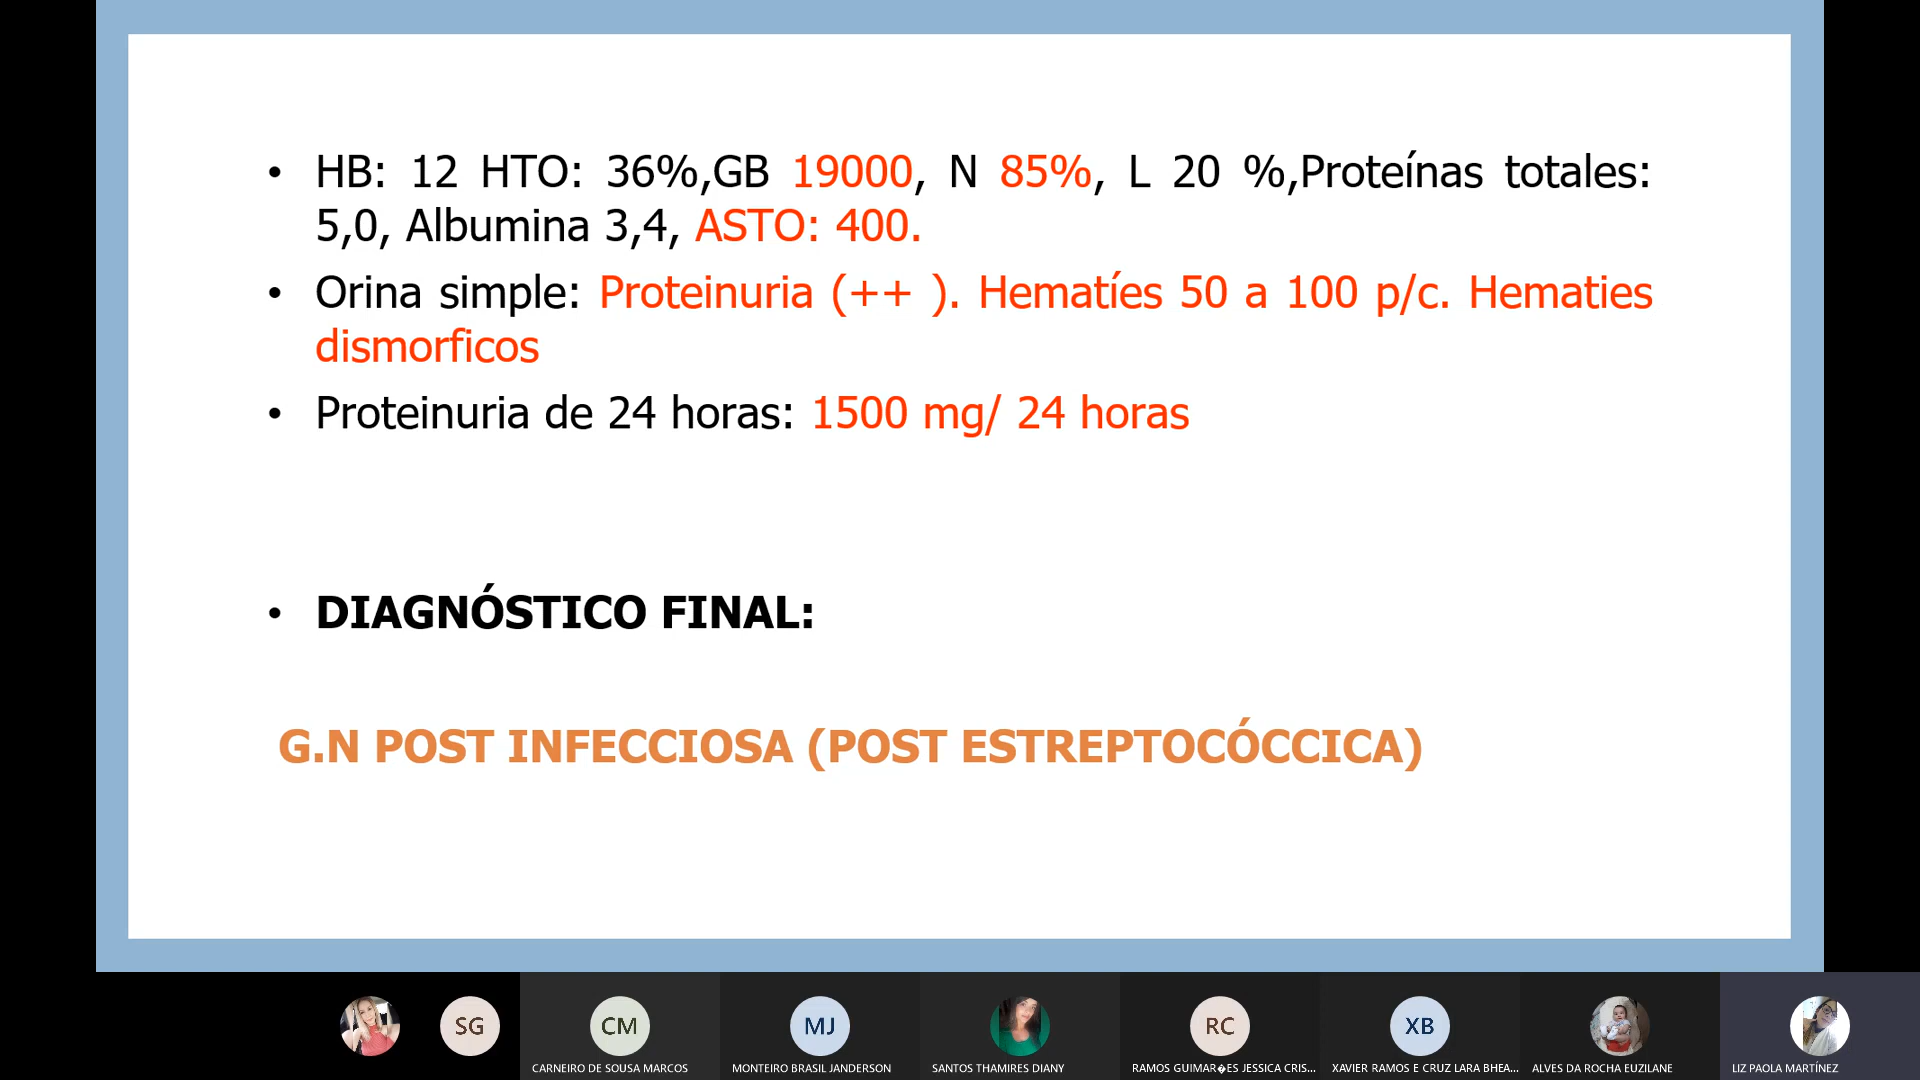 • HB: 12 HTO: 36%,GB 19000, N 85%, L 20 %,Proteínas totales:
5,0, Albumina 3,4, ASTO: 400.
• Orina simple: Proteinuria (++ ). Hematíes 50 a 100 p/c. Hematies
dismorficos
• Proteinuria de 24 horas: 1500 mg/ 24 horas
• DIAGNÓSTICO FINAL:
G.N POST INFECCIOSA (POST ESTREPTOCÓCCICA)
SG CM MJ RC XB
CARNEIRO DE SOUSA MARCOS MONTEIRO BRASIL JANDERSON SANTOS THAMIRES DIANY RAMOS GUIMAR�ES JESSICA CRIS... XAVIER RAMOS E CRUZ LARA BHEA... ALVES DA ROCHA EUZILANE LIZ PAOLA MARTÍNEZ